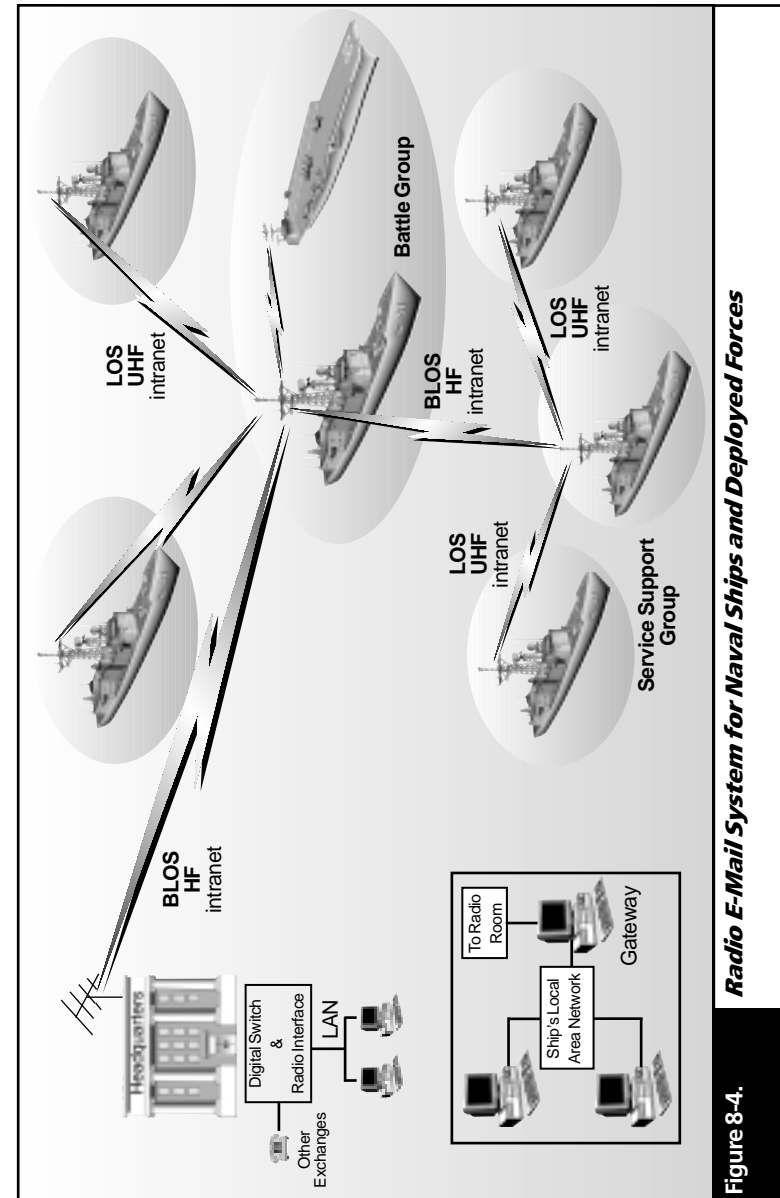 Headquarters
BLOS
HF
intranet
LOS
UHF
intranet
Battle Group
BLOS
HF
intranet
LOS
UHF
intranet
LOS
UHF
intranet
Service Support
Group
Digital Switch
&
Radio Interface
LAN
Other
Exchanges
To Radio
Room
Ship's Local
Area Network
Gateway
Figure 8-4.
Radio E-Mail System for Naval Ships and Deployed Forces